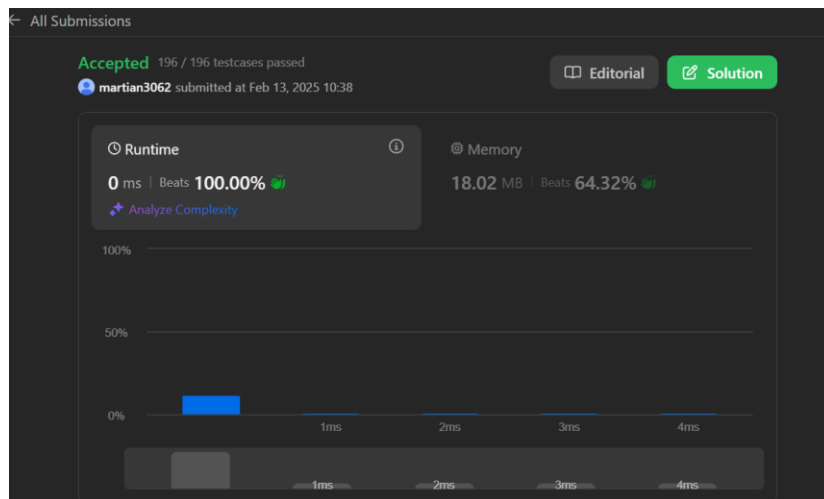 ← All Submissions
Accepted 196 / 196 testcases passed
martian3062 submitted at Feb 13, 2025 10:38
Editorial
Solution
Runtime
0 ms | Beats 100.00%
Analyze Complexity
Memory
18.02 MB | Beats 64.32%
100%
50%
0%
1ms 2ms 3ms 4ms
1ms 2ms 3ms 4ms